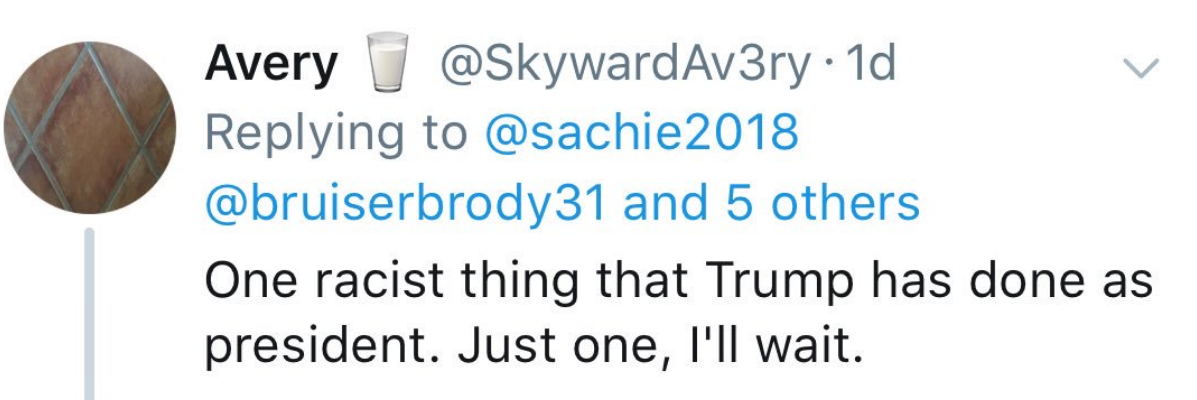 Avery 🥛 @SkywardAv3ry · 1d
Replying to @sachie2018
@bruiserbrody31 and 5 others
One racist thing that Trump has done as
president. Just one, I'll wait.